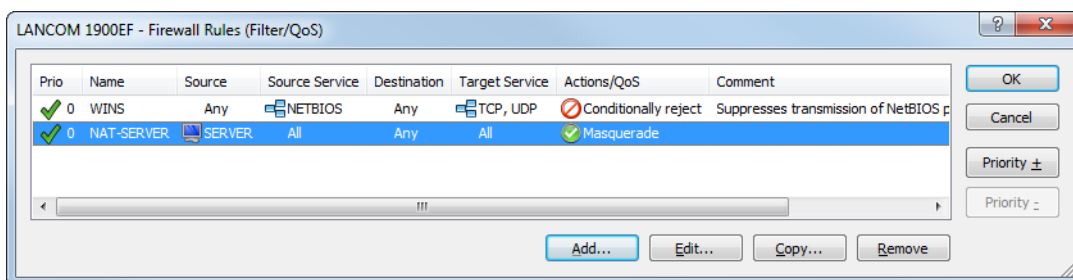 LANCOM 1900EF - Firewall Rules (Filter/QoS)
Prio Name Source Source Service Destination Target Service Actions/QoS Comment
0 WINS Any NETBIOS Any TCP, UDP Conditionally reject Suppresses transmission of NetBIOS p
0 NAT-SERVER SERVER All Any All Masquerade
OK
Cancel
Priority +
Priority -
Add... Edit... Copy... Remove